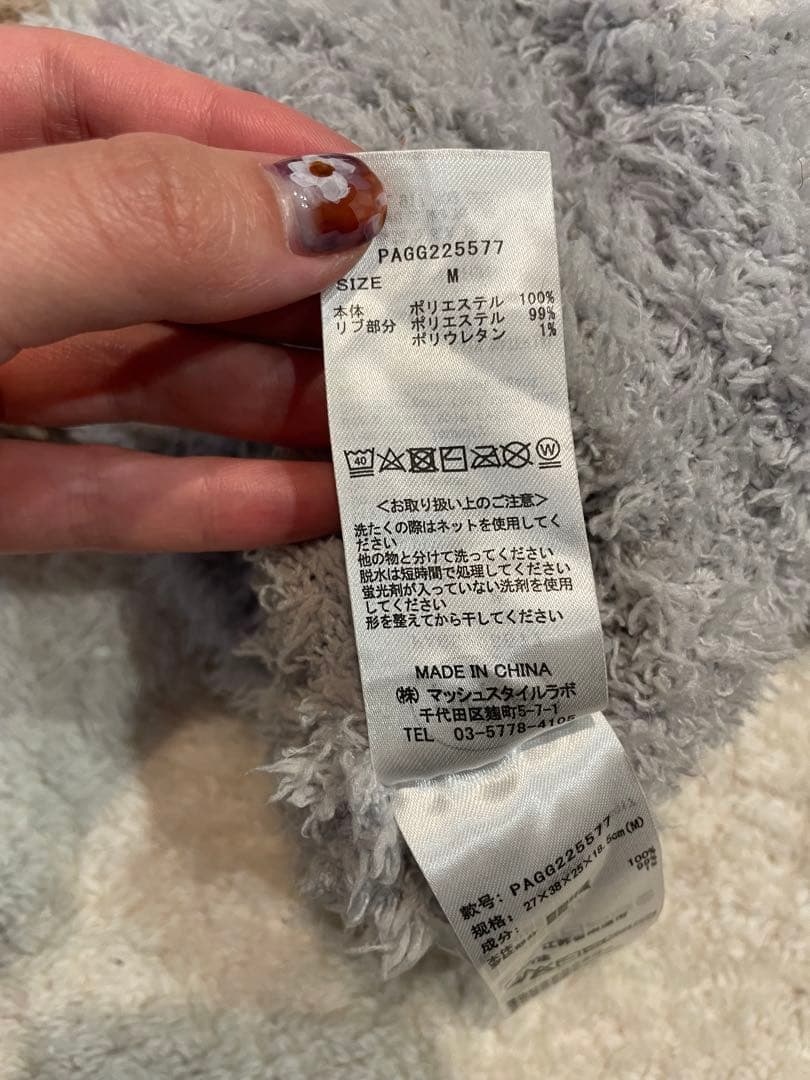 PAGG225577
SIZE M
本体 ポリエステル 100%
リブ部分 ポリエステル 99%
ポリウレタン 1%
40
W
<お取り扱い上のご注意>
洗たくの際はネットを使用してく
ださい
他の物と分けて洗ってください
脱水は短時間で処理してください
蛍光剤が入っていない洗剤を使用
してください
形を整えてから干してください
MADE IN CHINA
㈱ マッシュスタイルラボ
千代田区麹町5-7-1
TEL 03-5778-
款号: PAGG225577
规格: 27×38×25×18.5cm(M)
成分:
100%
99%
1%